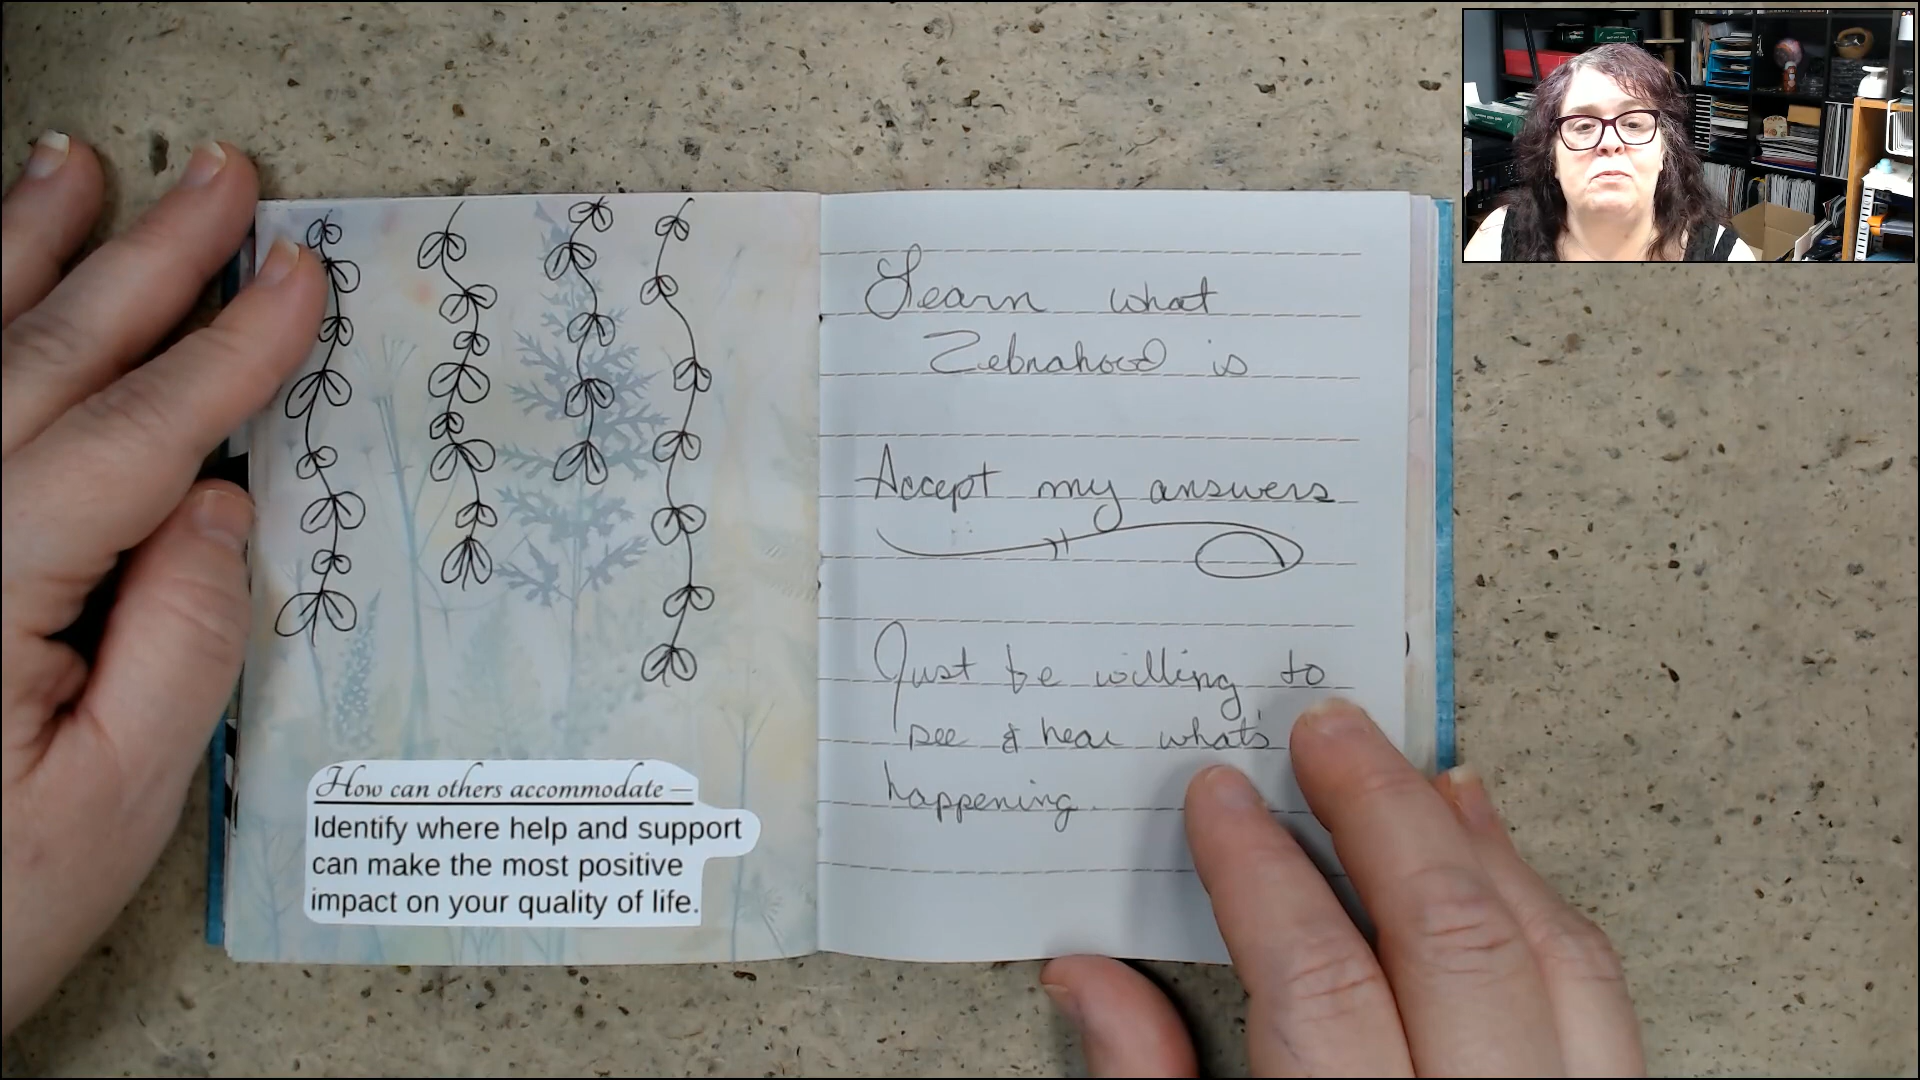 How can others accommodate —
Identify where help and support
can make the most positive
impact on your quality of life.
Learn what
Zebrahood is
Accept my answers
Just be willing to
see & hear what's
happening.